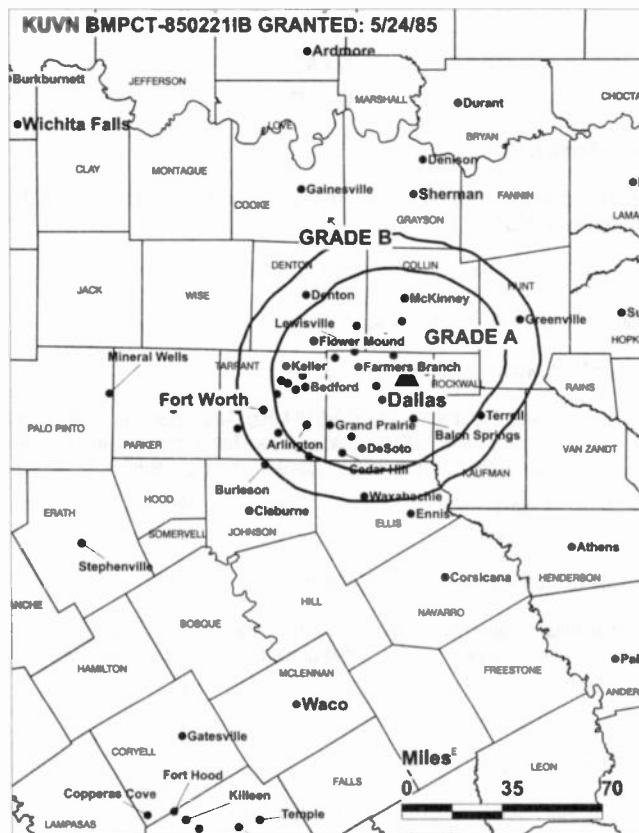 KUVN BMPCT-850221IB GRANTED: 5/24/85
Ardmore
Burkburnett
JEFFERSON
MARSHALL
Durant
CHOCTA
Wichita Falls
LOVE
BRYAN
Denison
CLAY
MONTAGUE
Gainesville
Sherman
FANNIN
COOKE
LAMA
GRAYSON
GRADE B
DENTON
COLLIN
JACK
WISE
HUNT
Denton
McKinney
Su
Lewisville
Greenville
Flower Mound
GRADE A
HOPK
Mineral Wells
TARRANT
Keller
Farmers Branch
Bedford
ROCKWALL
RAINS
Fort Worth
Dallas
Terrell
PALO PINTO
Grand Prairie
PARKER
Arlington
Balch Springs
VAN ZANDT
DeSoto
Cedar Hill
KAUFMAN
Burleson
HOOD
Waxahachie
ERATH
Cleburne
Ennis
JOHNSON
ELLIS
SOMERVELL
Athens
Stephenville
Corsicana
HENDERSON
ANCHE
HILL
NAVARRO
BOSQUE
HAMILTON
MCLENNAN
FREESTONE
Pal
ANDER
Waco
Gatesville
CORYELL
Miles
E
LEON
Fort Hood
FALLS
0 35 70
Copperas Cove
Killeen
Temple
LAMPASAS